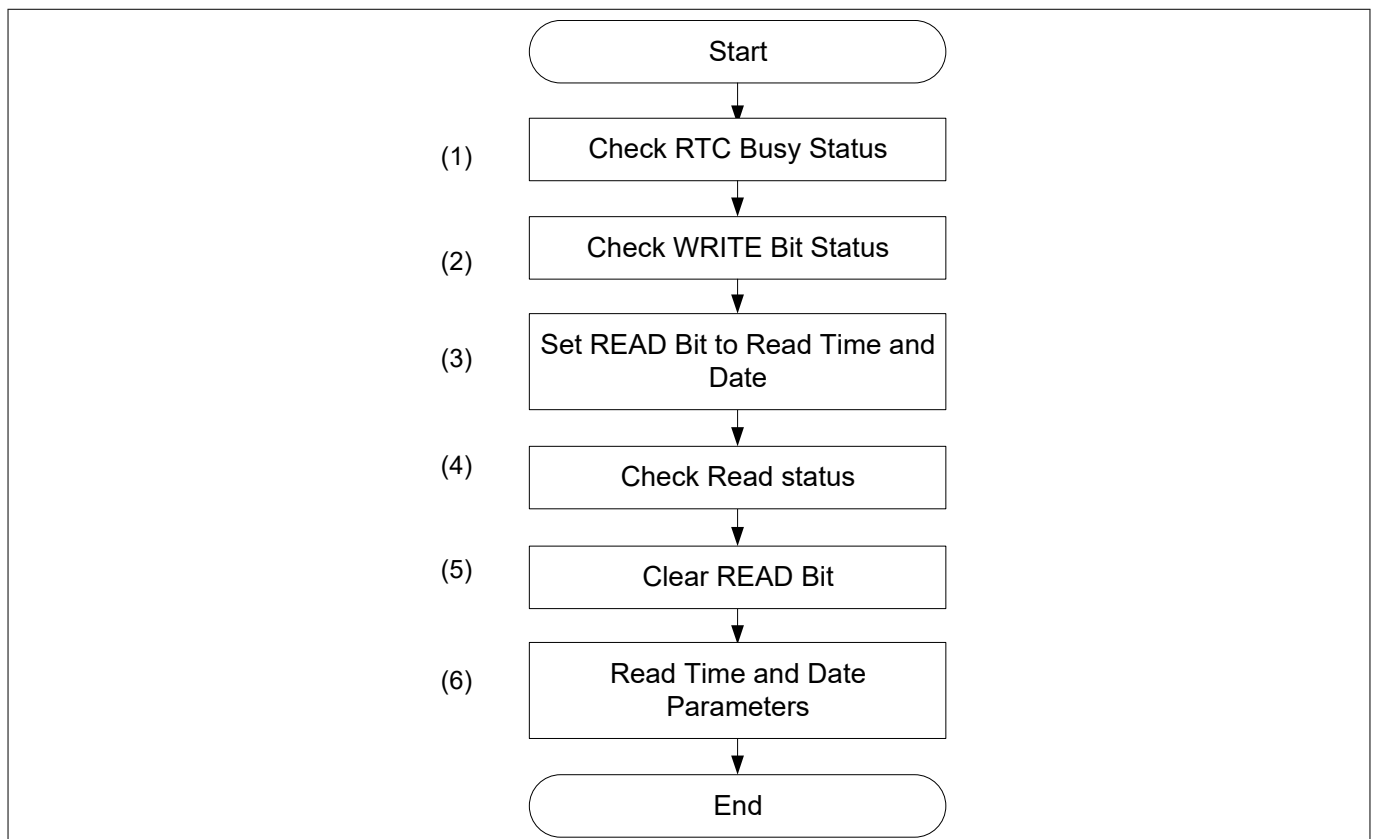 Start
(1)
Check RTC Busy Status
(2)
Check WRITE Bit Status
(3)
Set READ Bit to Read Time and
Date
(4)
Check Read status
(5)
Clear READ Bit
(6)
Read Time and Date
Parameters
End